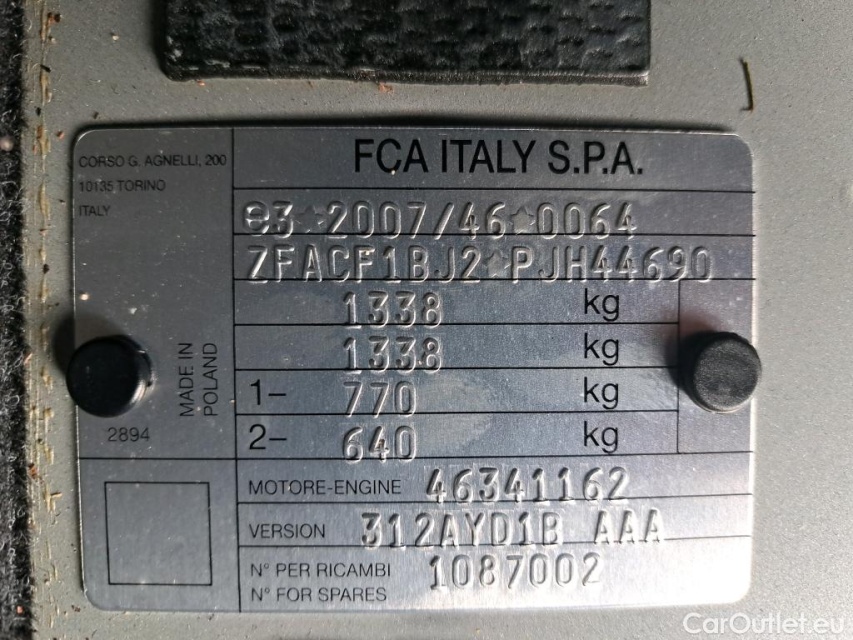 FCA ITALY S.P.A.
CORSO G. AGNELLI, 200
10135 TORINO
ITALY
e3★2007/46★0064
ZFACF1BJ2★PJH44690
1338 kg
1338 kg
1- 770 kg
2- 640 kg
MADE IN
POLAND
2894
MOTORE-ENGINE 46341162
VERSION 312AYD1B AAA
N° PER RICAMBI 1087002
N° FOR SPARES
CarOutlet.eu